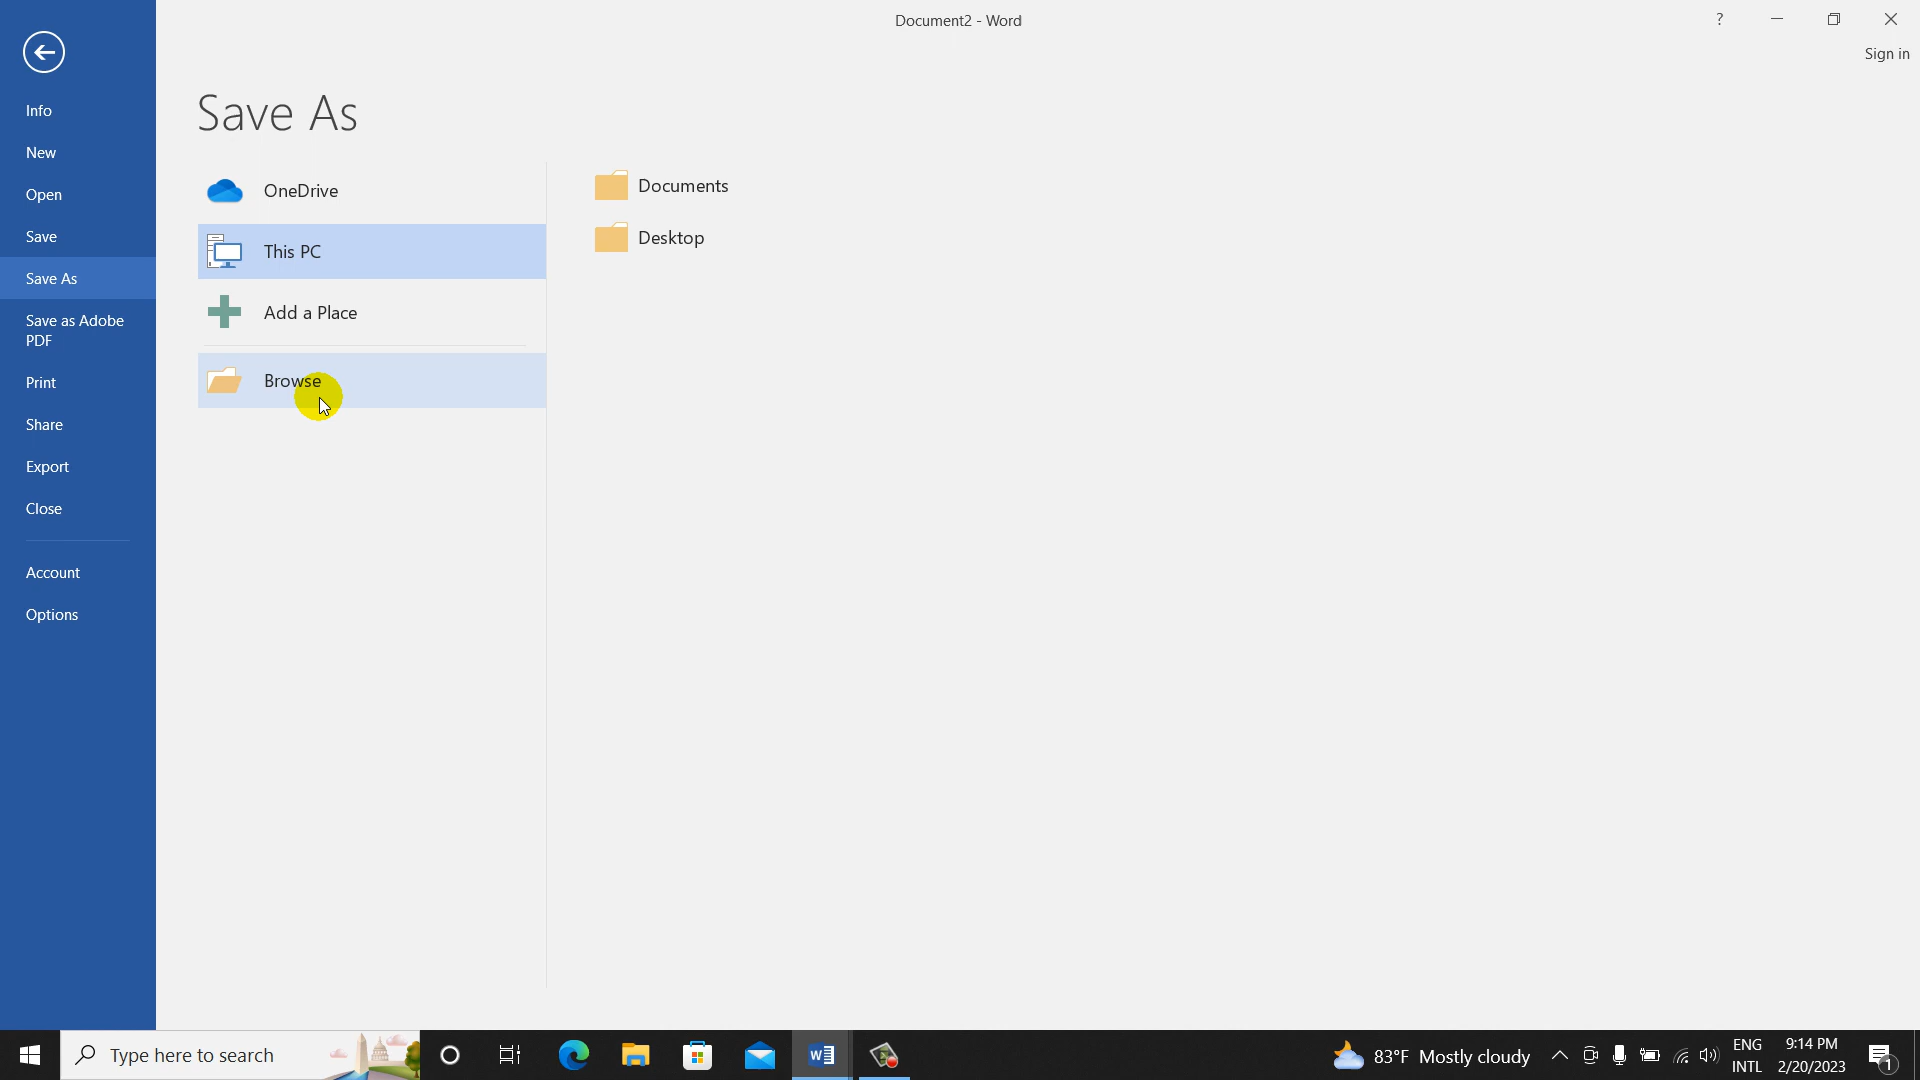 Document2 - Word
?
Sign in
Info
New
Open
Save
Save As
Save as Adobe
PDF
Print
Share
Export
Close
Account
Options
Save As
OneDrive
This PC
Add a Place
Browse
Documents
Desktop
Type here to search
83°F Mostly cloudy
ENG
INTL
9:14 PM
2/20/2023
1